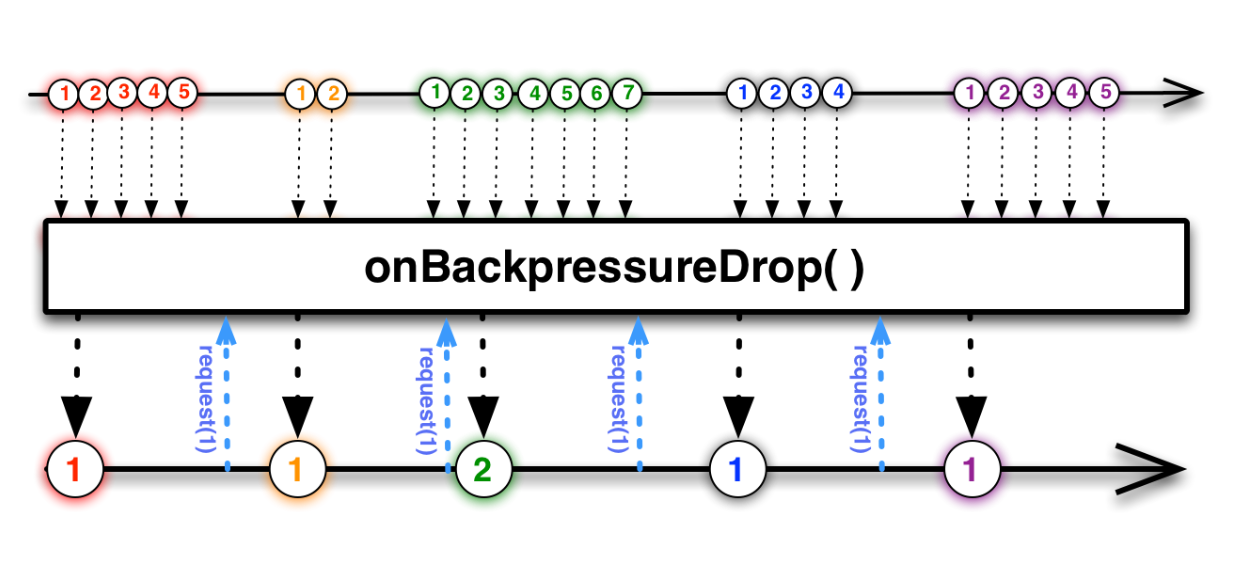 1 2 3 4 5 1 2 1 2 3 4 5 6 7 1 2 3 4 1 2 3 4 5
onBackpressureDrop( )
request(1) request(1) request(1) request(1)
1 1 2 1 1